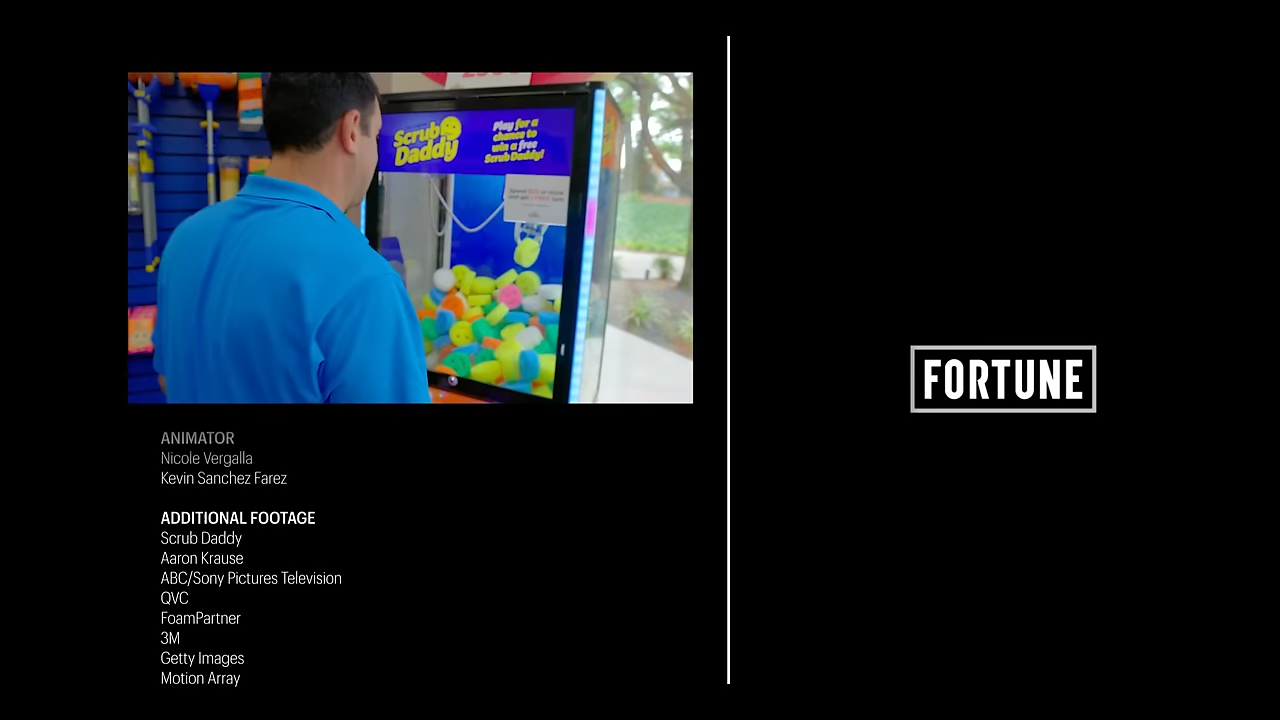 Scrub
Daddy
Play for a
chance to
win a free
Scrub Daddy!
FORTUNE
ANIMATOR
Nicole Vergalla
Kevin Sanchez Farez
ADDITIONAL FOOTAGE
Scrub Daddy
Aaron Krause
ABC/Sony Pictures Television
QVC
FoamPartner
3M
Getty Images
Motion Array